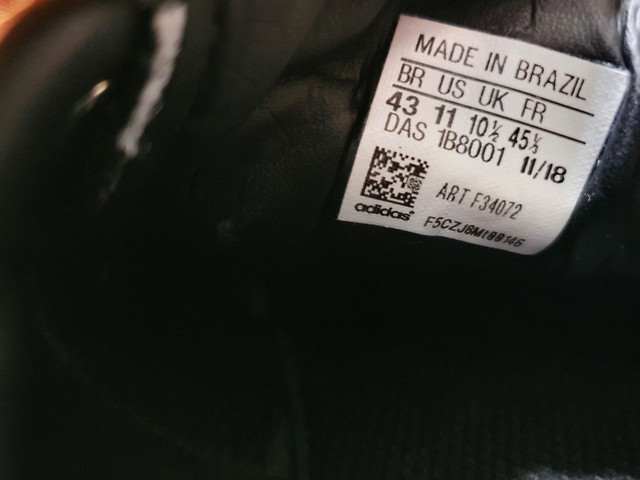 MADE IN BRAZIL
BR US UK FR
43 11 10½ 45⅓
DAS 1B8001 11/18
ART F34072
adidas